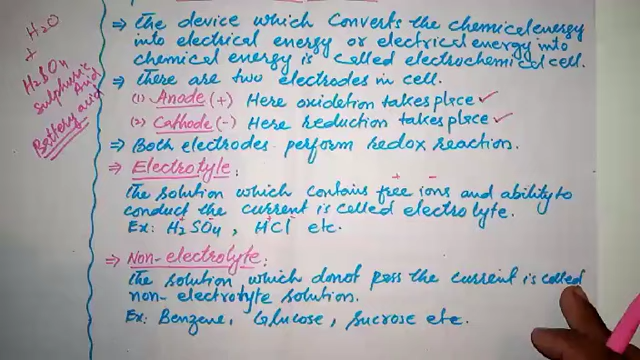 H2O
+
H2SO4
Sulphuric
Acid
Bettery acid
⇒ The device which converts the chemical energy
into electrical energy or electrical energy into
chemical energy is called electrochemical cell.
⇒ There are two electrodes in cell.
(1) Anode (+) Here oxidetion takes place ✓
(2) Cathode (-) Here reduction takes place ✓
⇒ Both electrodes perform redox reaction.
⇒ Electrolyte:
+ -
The solution which contains free ions and ability to
conduct the current is called electrolyte.
Ex: H2SO4, HCl etc.
⇒ Non-electrolyte:
The solution which donot pass the current is called
non-electrolyte solution.
Ex: Benzene, Glucose, Sucrose etc.